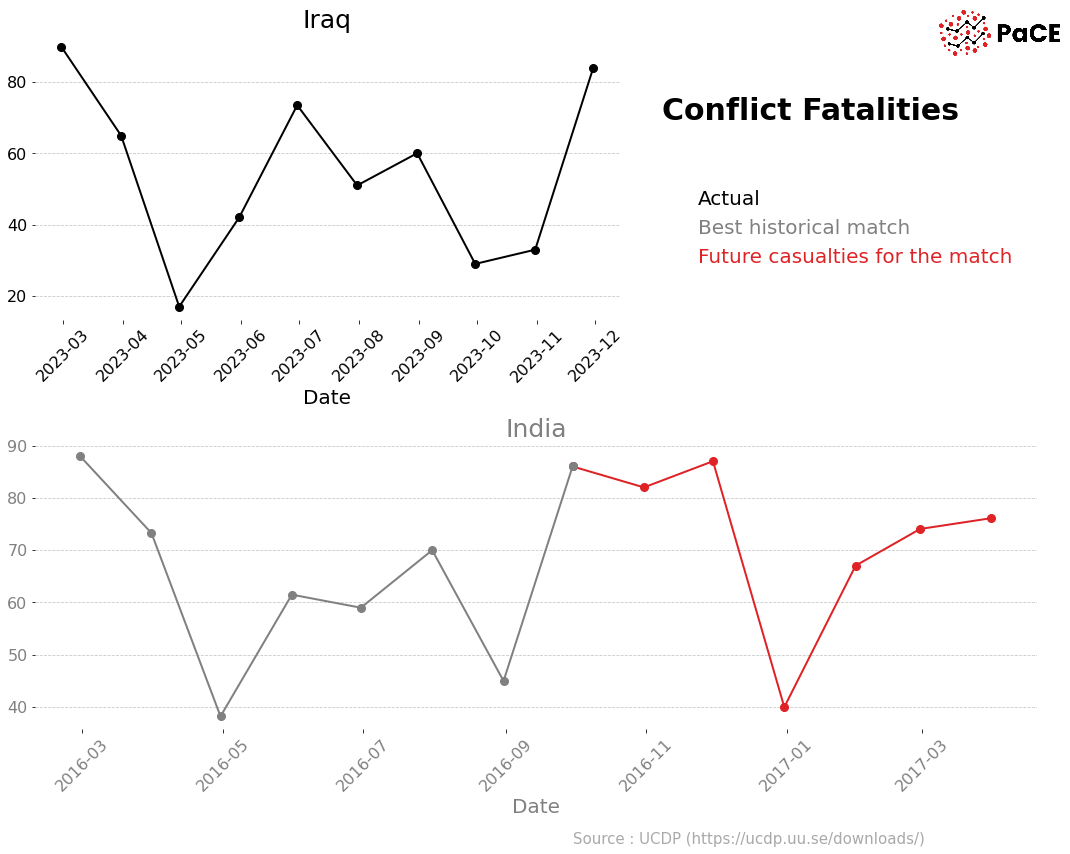 Iraq
PaCE
Conflict Fatalities
80
60
40
20
Actual
Best historical match
Future casualties for the match
2023-03
2023-04
2023-05
2023-06
2023-07
2023-08
2023-09
2023-10
2023-11
2023-12
Date
India
90
80
70
60
50
40
2016-03
2016-05
2016-07
2016-09
2016-11
2017-01
2017-03
Date
Source : UCDP (https://ucdp.uu.se/downloads/)